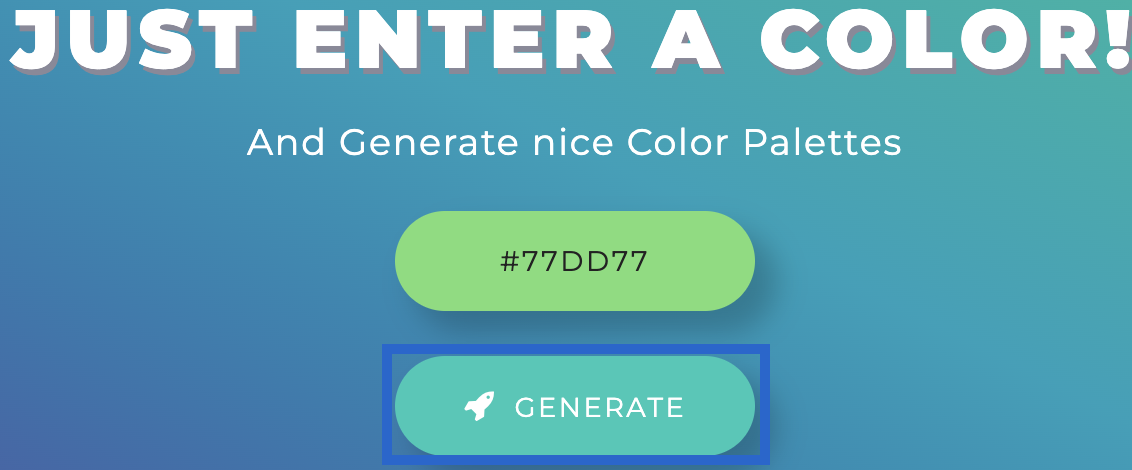 JUST ENTER A COLOR!
And Generate nice Color Palettes
#77DD77
GENERATE